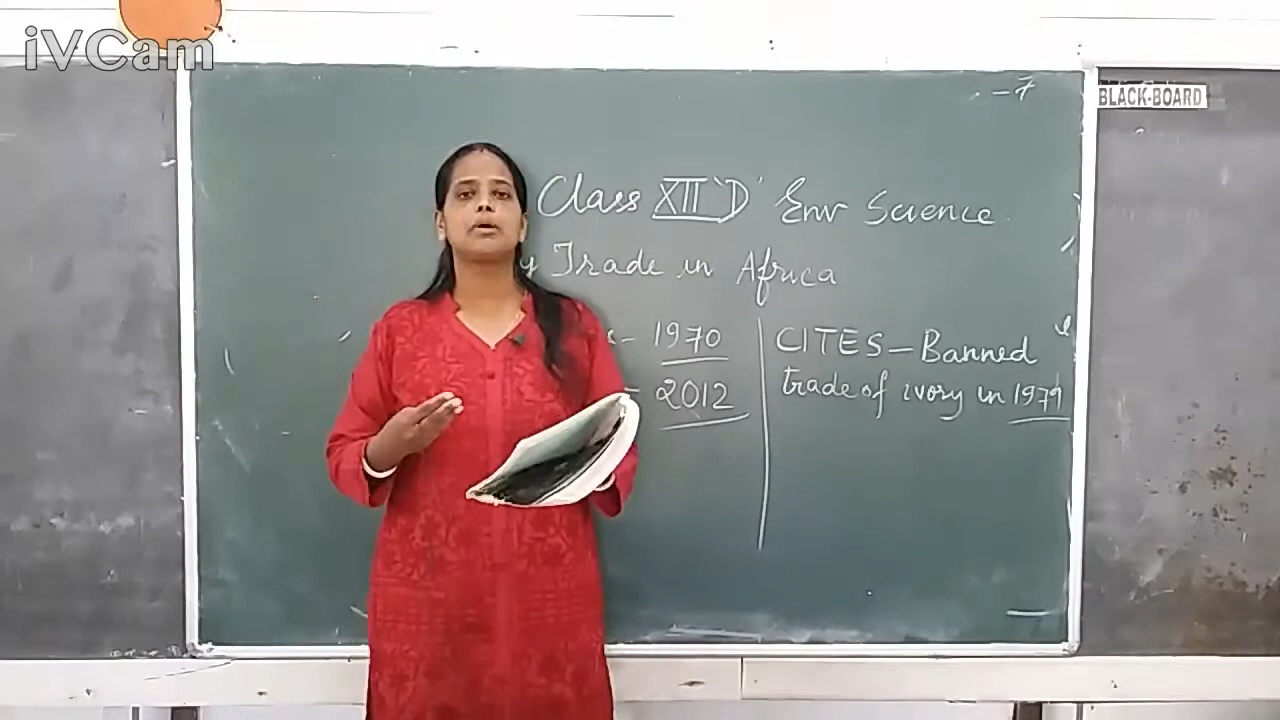 iVCam
BLACK-BOARD
-7
Class XII 'D' Env Science
y Trade in Africa
s - 1970
- 2012
CITES - Banned
trade of ivory in 1979